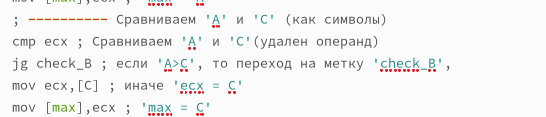 mov [max],ecx ; 'max = A'
; ---------- Сравниваем 'A' и 'C' (как символы)
cmp ecx ; Сравниваем 'A' и 'C'(удален операнд)
jg check_B ; если 'A>C', то переход на метку 'check_B',
mov ecx,[C] ; иначе 'ecx = C'
mov [max],ecx ; 'max = C'